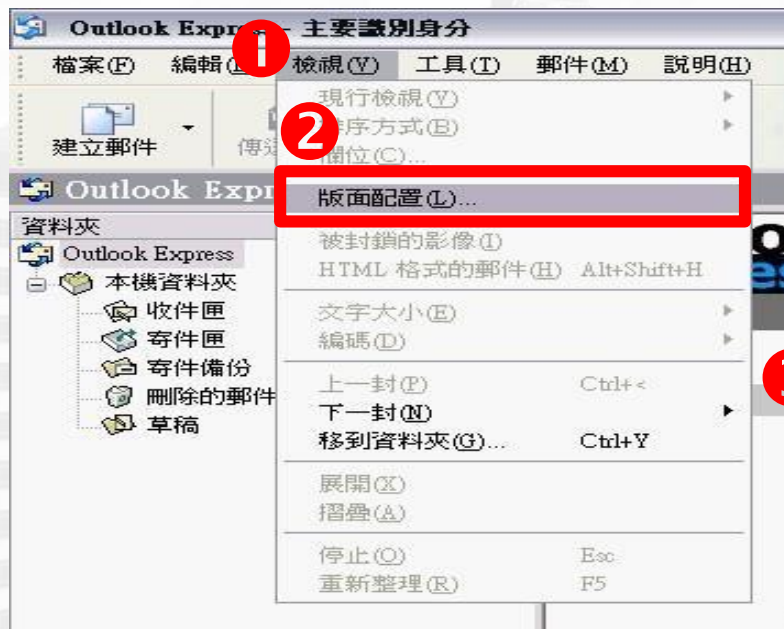 Outlook Express - 主要識別身分
檔案(F) 編輯 檢視(V) 工具(T) 郵件(M) 説明(H)
1
建立郵件
2
現行檢視(V)
排序方式(B)
欄位(C)...
版面配置(L)...
被封鎖的影像(I)
HTML 格式的郵件(H) Alt+Shift+H
文字大小(E)
編碼(D)
上一封(P) Ctrl+<
下一封(N)
移到資料夾(G)... Ctrl+Y
展開(X)
摺疊(A)
停止(O) Esc
重新整理(R) F5
Outlook
資料夾
Outlook Express
本機資料夾
收件匣
寄件匣
寄件備份
刪除的郵件
草稿